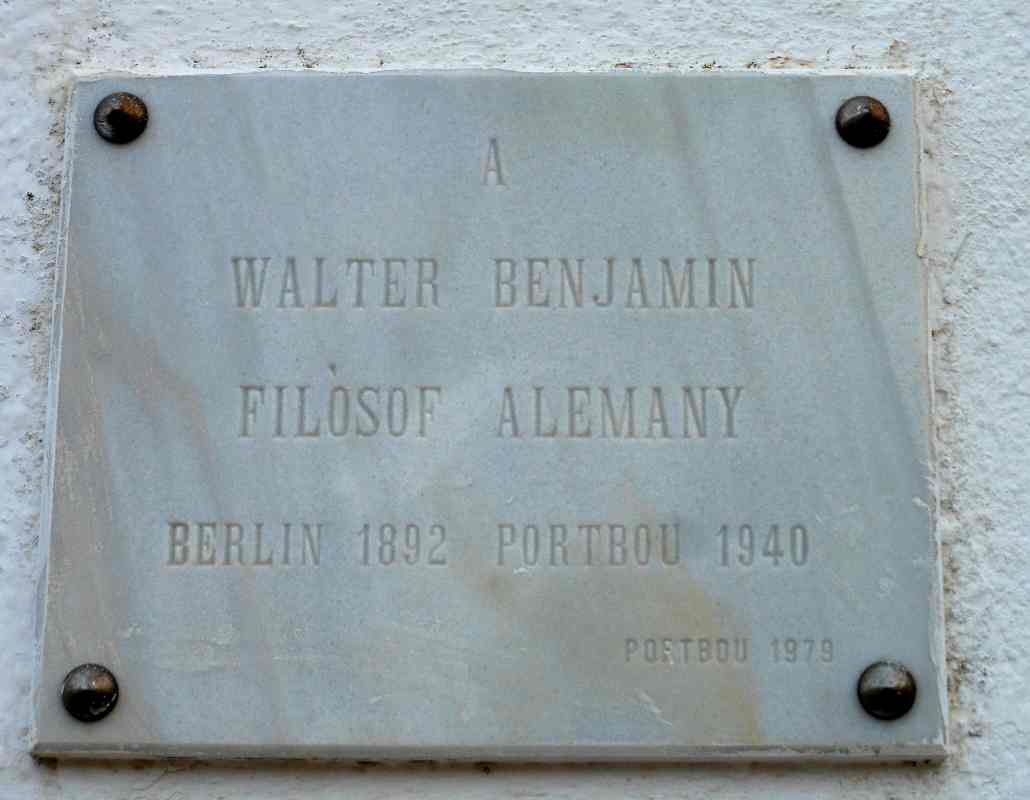 A
WALTER BENJAMIN
FILÒSOF ALEMANY
BERLIN 1892 PORTBOU 1940
PORTBOU 1979